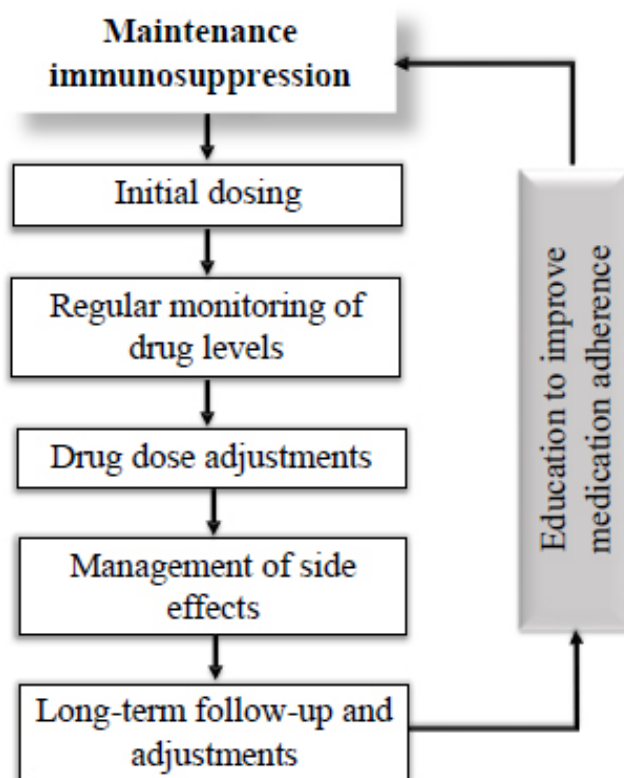 Maintenance
immunosuppression
Initial dosing
Regular monitoring of
drug levels
Drug dose adjustments
Management of side
effects
Long-term follow-up and
adjustments
Education to improve
medication adherence